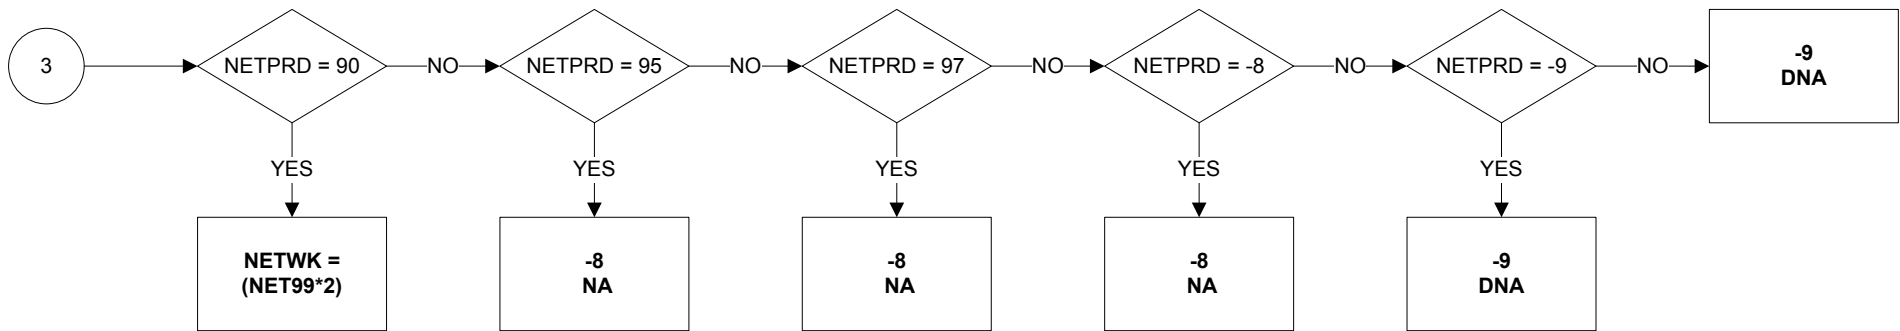 3
NETPRD = 90
NO
NETPRD = 95
NO
NETPRD = 97
NO
NETPRD = -8
NO
NETPRD = -9
NO
-9
DNA
YES
YES
YES
YES
YES
NETWK =
(NET99*2)
-8
NA
-8
NA
-8
NA
-9
DNA